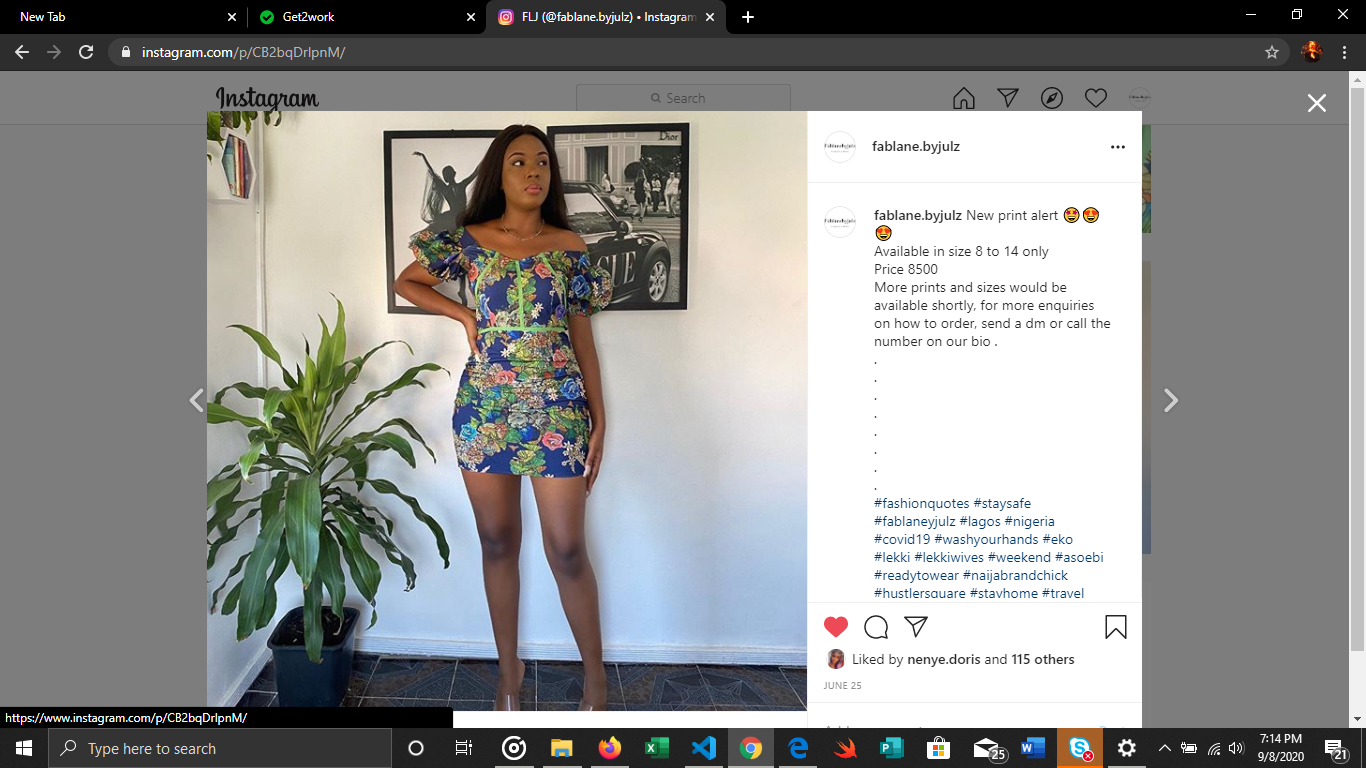 New Tab
Get2work
FLJ (@fablane.byjulz) • Instagram
instagram.com/p/CB2bqDrlpnM/
Instagram
Search
Dior
fablane.byjulz
fablane.byjulz New print alert 🤩🤩
🤩
Available in size 8 to 14 only
Price 8500
More prints and sizes would be
available shortly, for more enquiries
on how to order, send a dm or call the
number on our bio .
.
.
.
.
.
.
.
.
#fashionquotes #staysafe
#fablaneyjulz #lagos #nigeria
#covid19 #washyourhands #eko
#lekki #lekkiwives #weekend #asoebi
#readytowear #naijabrandchick
#hustlersquare #stayhome #travel
Liked by nenye.doris and 115 others
JUNE 25
https://www.instagram.com/p/CB2bqDrlpnM/
Type here to search
25
7:14 PM
9/8/2020
21